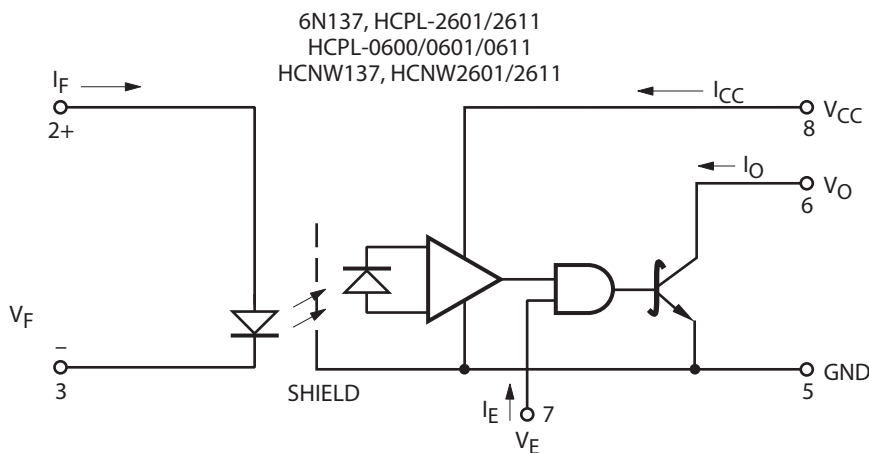 6N137, HCPL-2601/2611
HCPL-0600/0601/0611
HCNW137, HCNW2601/2611
IF
ICC
2+
8
VCC
IO
6
VO
VF
–
3
SHIELD
IE
7
VE
5
GND